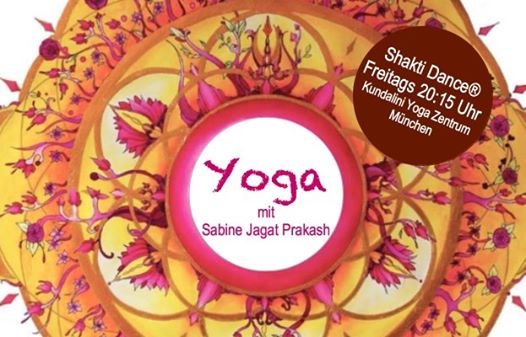 Shakti Dance®
Freitags 20:15 Uhr
Kundalini Yoga Zentrum
München
Yoga
mit
Sabine Jagat Prakash